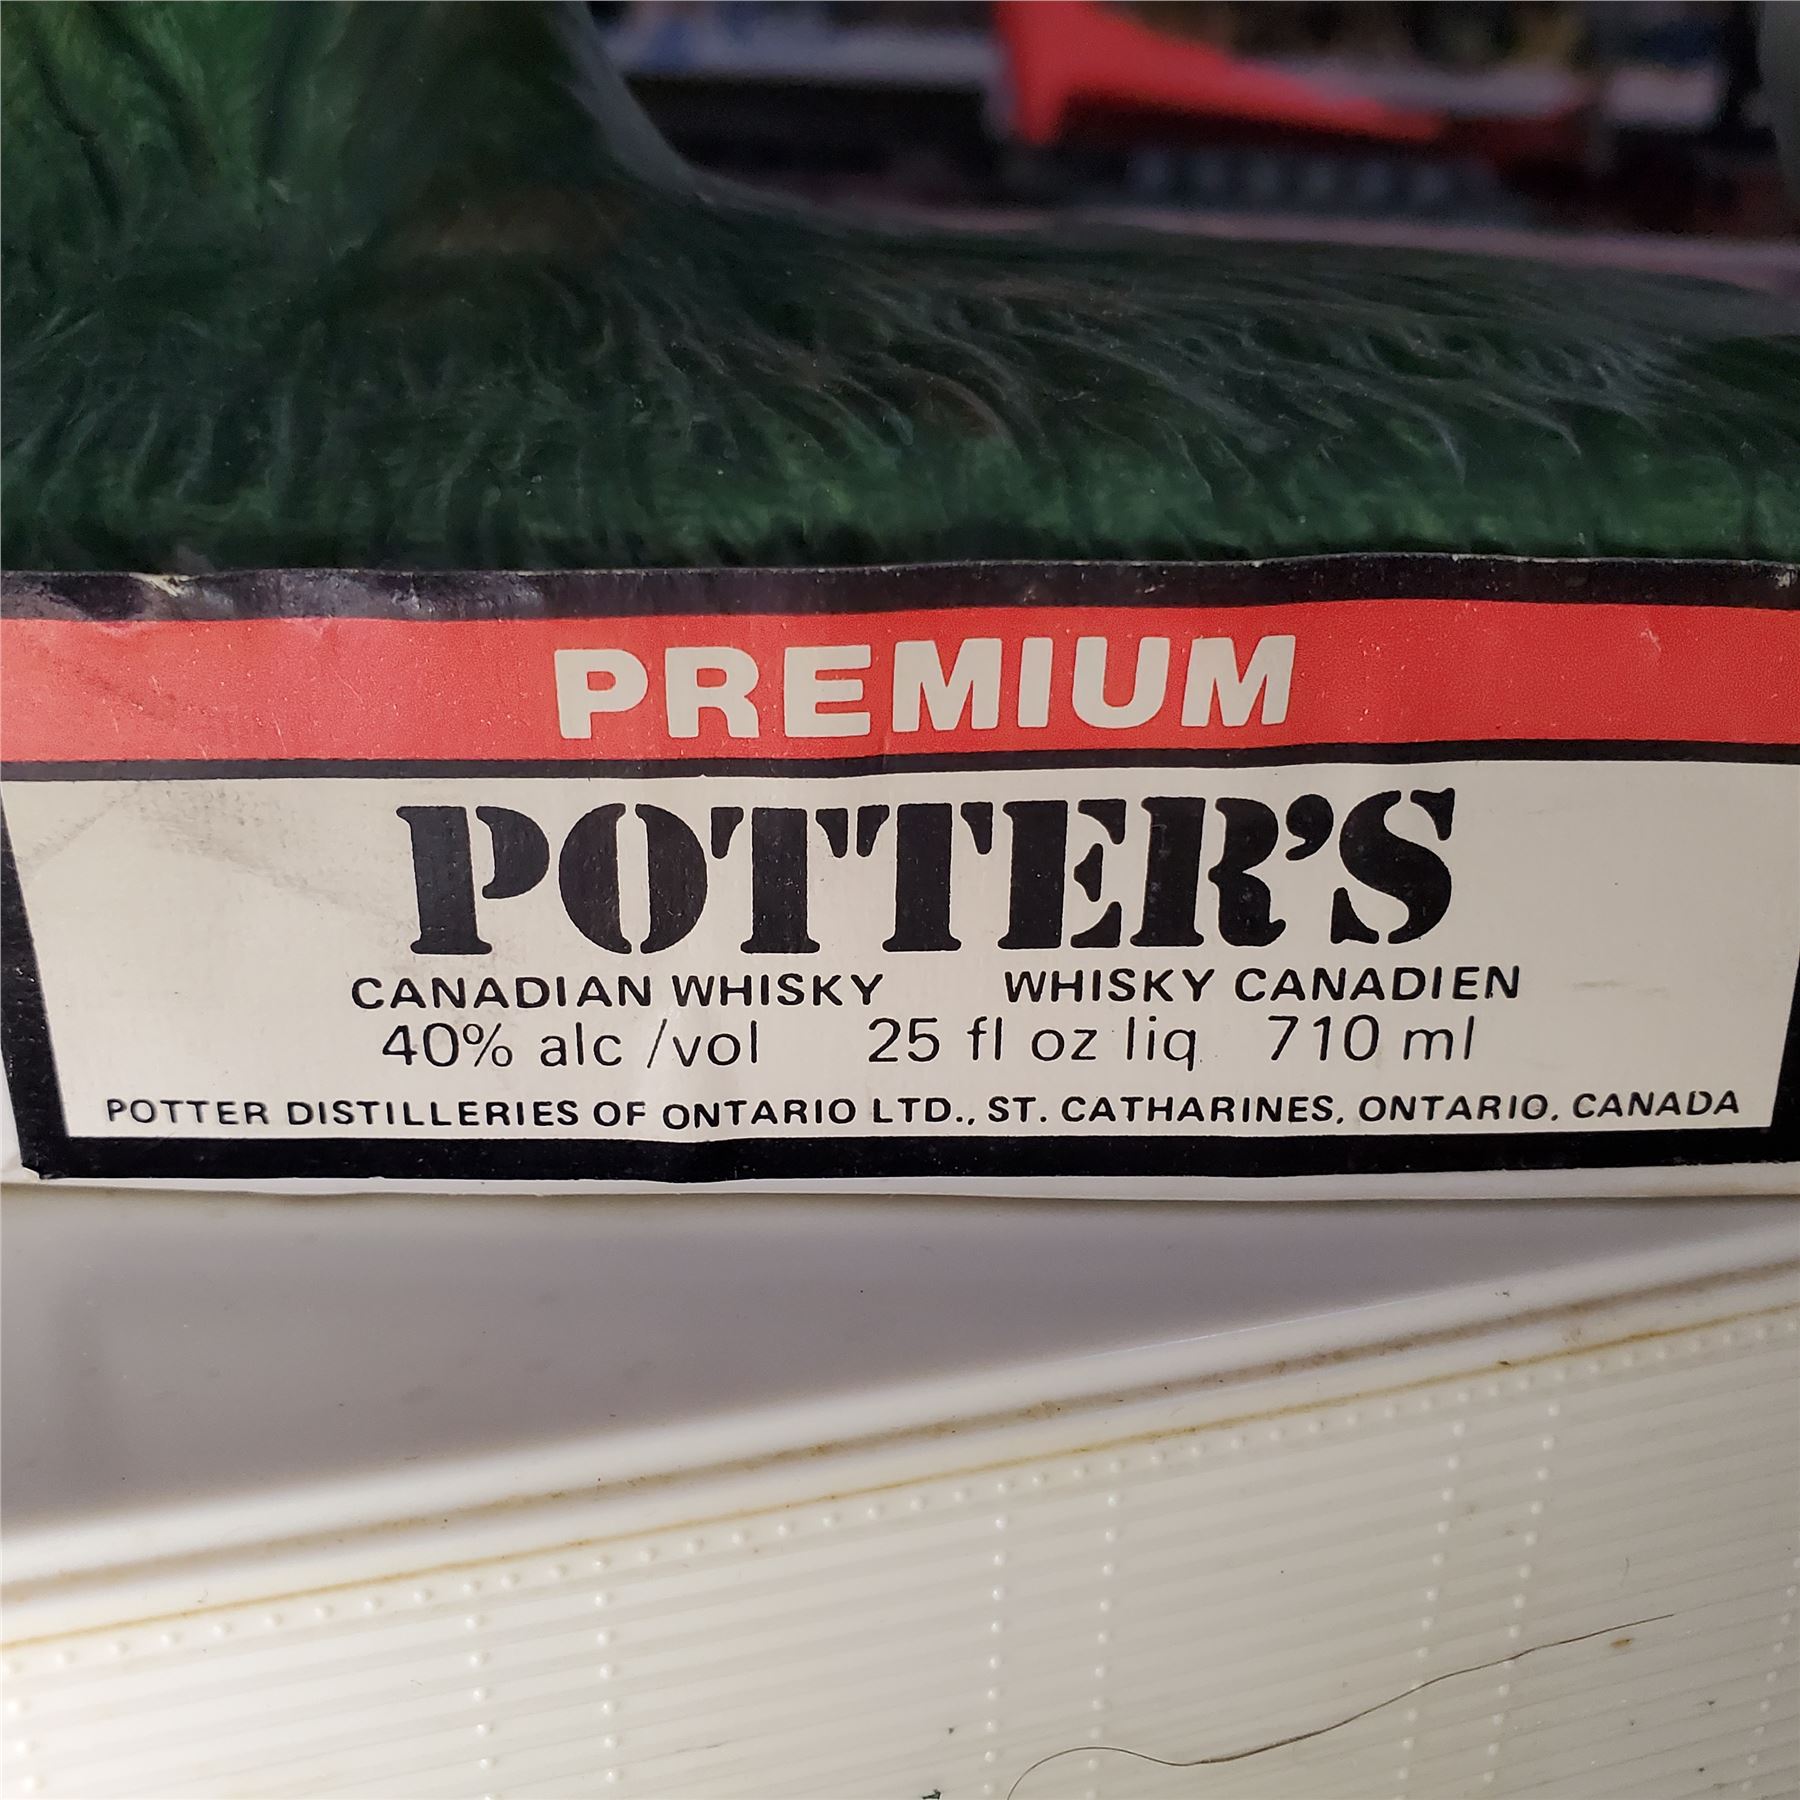 PREMIUM
POTTER'S
CANADIAN WHISKY WHISKY CANADIEN
40% alc /vol 25 fl oz liq 710 ml
POTTER DISTILLERIES OF ONTARIO LTD., ST. CATHARINES, ONTARIO, CANADA